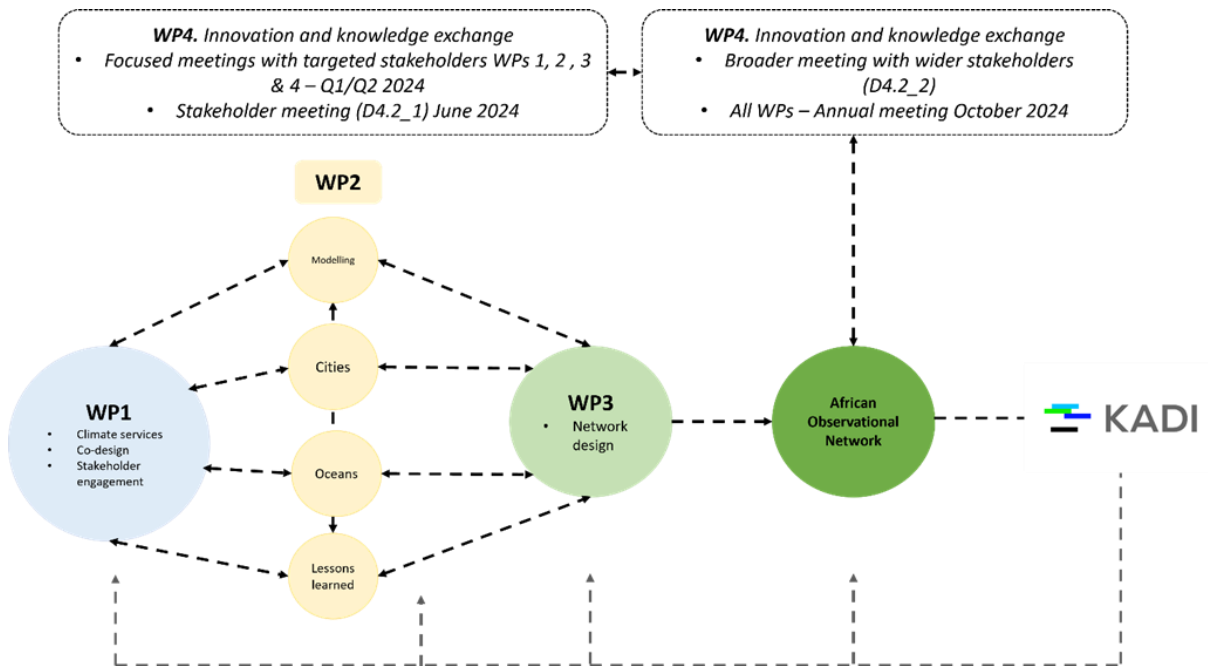 WP4. Innovation and knowledge exchange
• Focused meetings with targeted stakeholders WPs 1, 2 , 3
& 4 – Q1/Q2 2024
• Stakeholder meeting (D4.2_1) June 2024
WP4. Innovation and knowledge exchange
• Broader meeting with wider stakeholders
(D4.2_2)
• All WPs – Annual meeting October 2024
WP2
Modelling
Cities
Oceans
Lessons
learned
WP1
• Climate services
• Co-design
• Stakeholder
engagement
WP3
• Network
design
African
Observational
Network
KADI